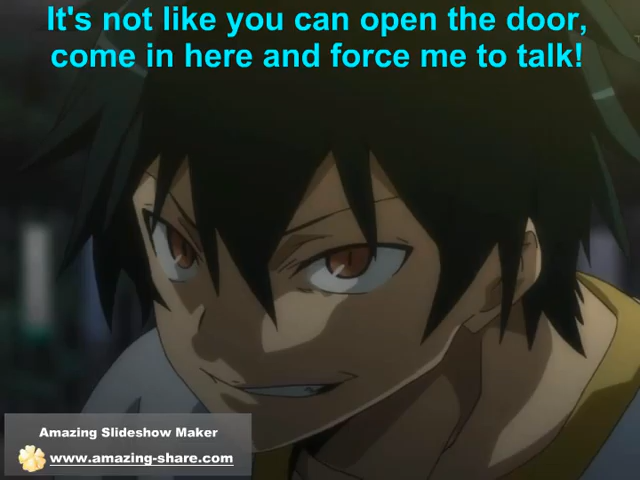 It's not like you can open the door,
come in here and force me to talk!
Amazing Slideshow Maker
www.amazing-share.com